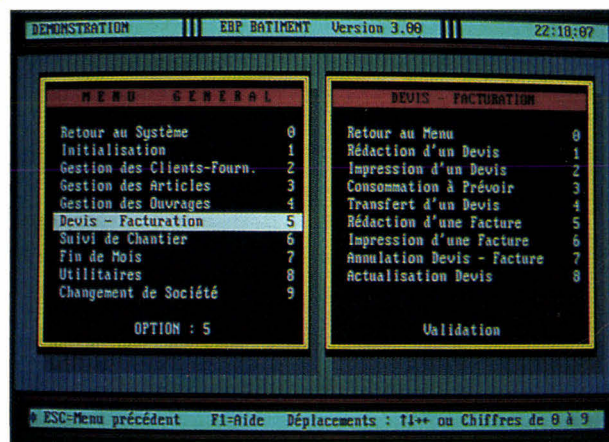 DEMONSTRATION EBP BATIMENT Version 3.00 22:18:07
MENU GENERAL
Retour au Système 0
Initialisation 1
Gestion des Clients-Fourn. 2
Gestion des Articles 3
Gestion des Ouvrages 4
Devis - Facturation 5
Suivi de Chantier 6
Fin de Mois 7
Utilitaires 8
Changement de Société 9
OPTION : 5
DEVIS - FACTURATION
Retour au Menu 0
Rédaction d'un Devis 1
Impression d'un Devis 2
Consommation à Prévoir 3
Transfert d'un Devis 4
Rédaction d'une Facture 5
Impression d'une Facture 6
Annulation Devis - Facture 7
Actualisation Devis 8
Validation
ESC=Menu précédent F1=Aide Déplacements : ↑↓→← ou Chiffres de 0 à 9